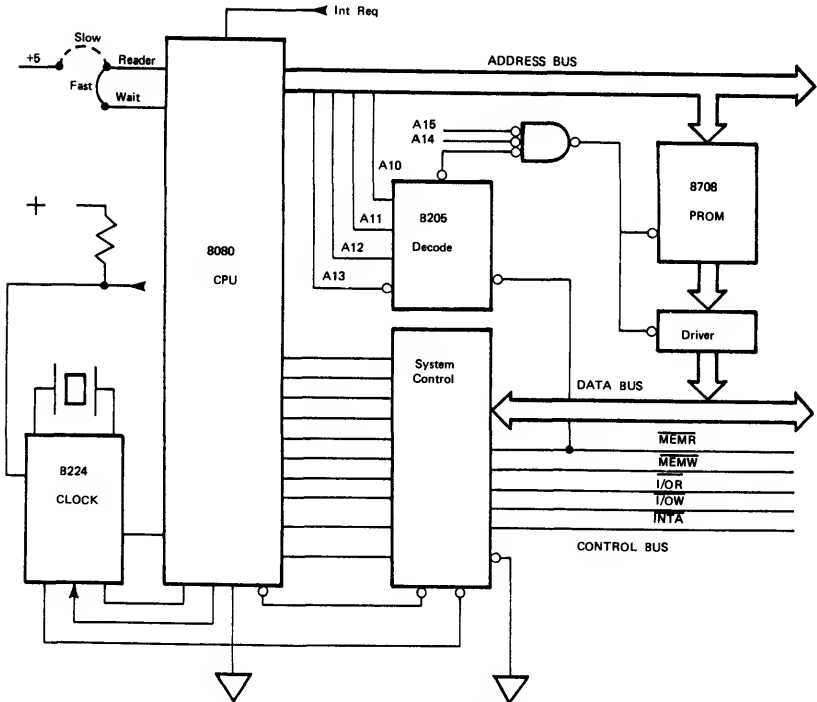 Int Req
Slow
+5
Reader
Fast
Wait
ADDRESS BUS
A15
A14
A10
8708
PROM
8205
Decode
A11
A12
A13
+
8080
CPU
System
Control
Driver
DATA BUS
MEMR
MEMW
I/OR
I/OW
INTA
CONTROL BUS
8224
CLOCK